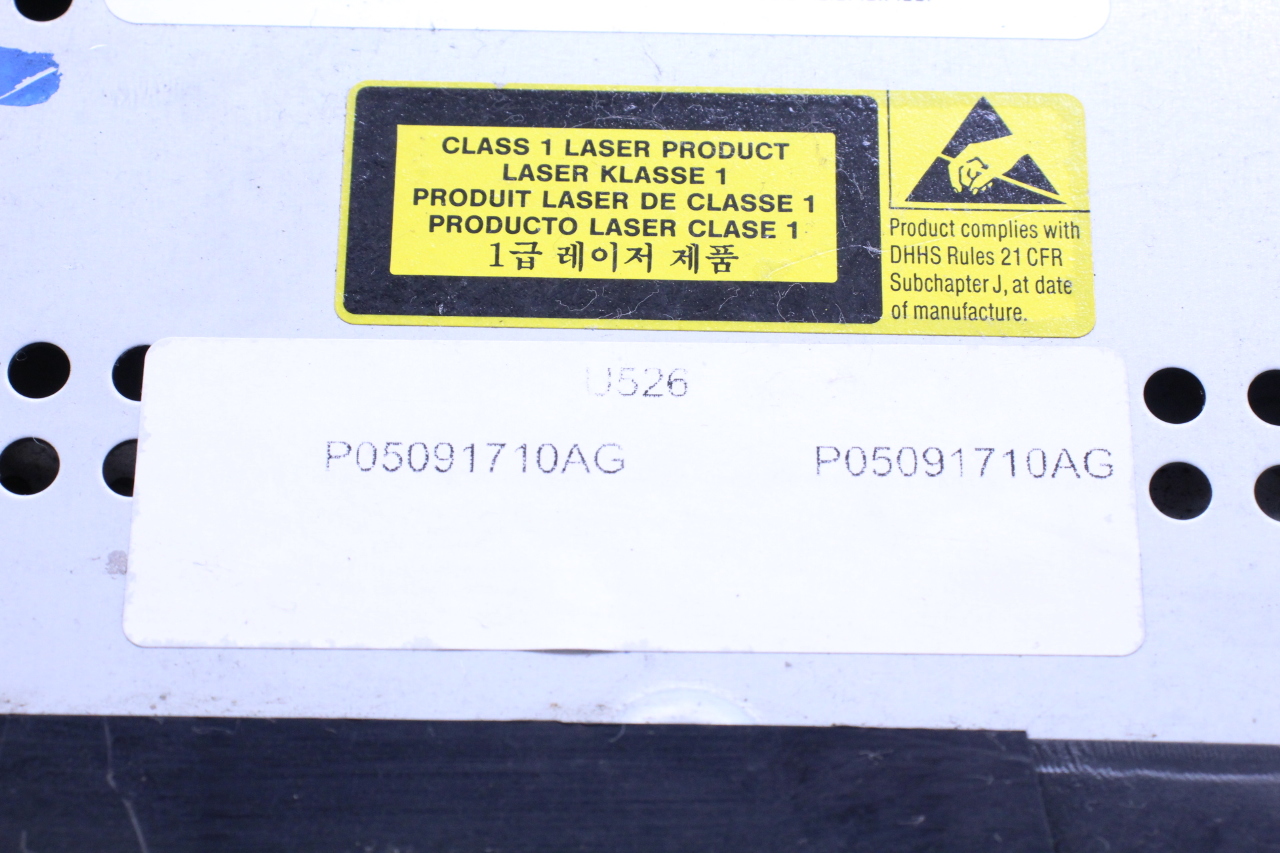 CLASS 1 LASER PRODUCT
LASER KLASSE 1
PRODUIT LASER DE CLASSE 1
PRODUCTO LASER CLASE 1
1급 레이저 제품
Product complies with
DHHS Rules 21 CFR
Subchapter J, at date
of manufacture.
U526
P05091710AG P05091710AG